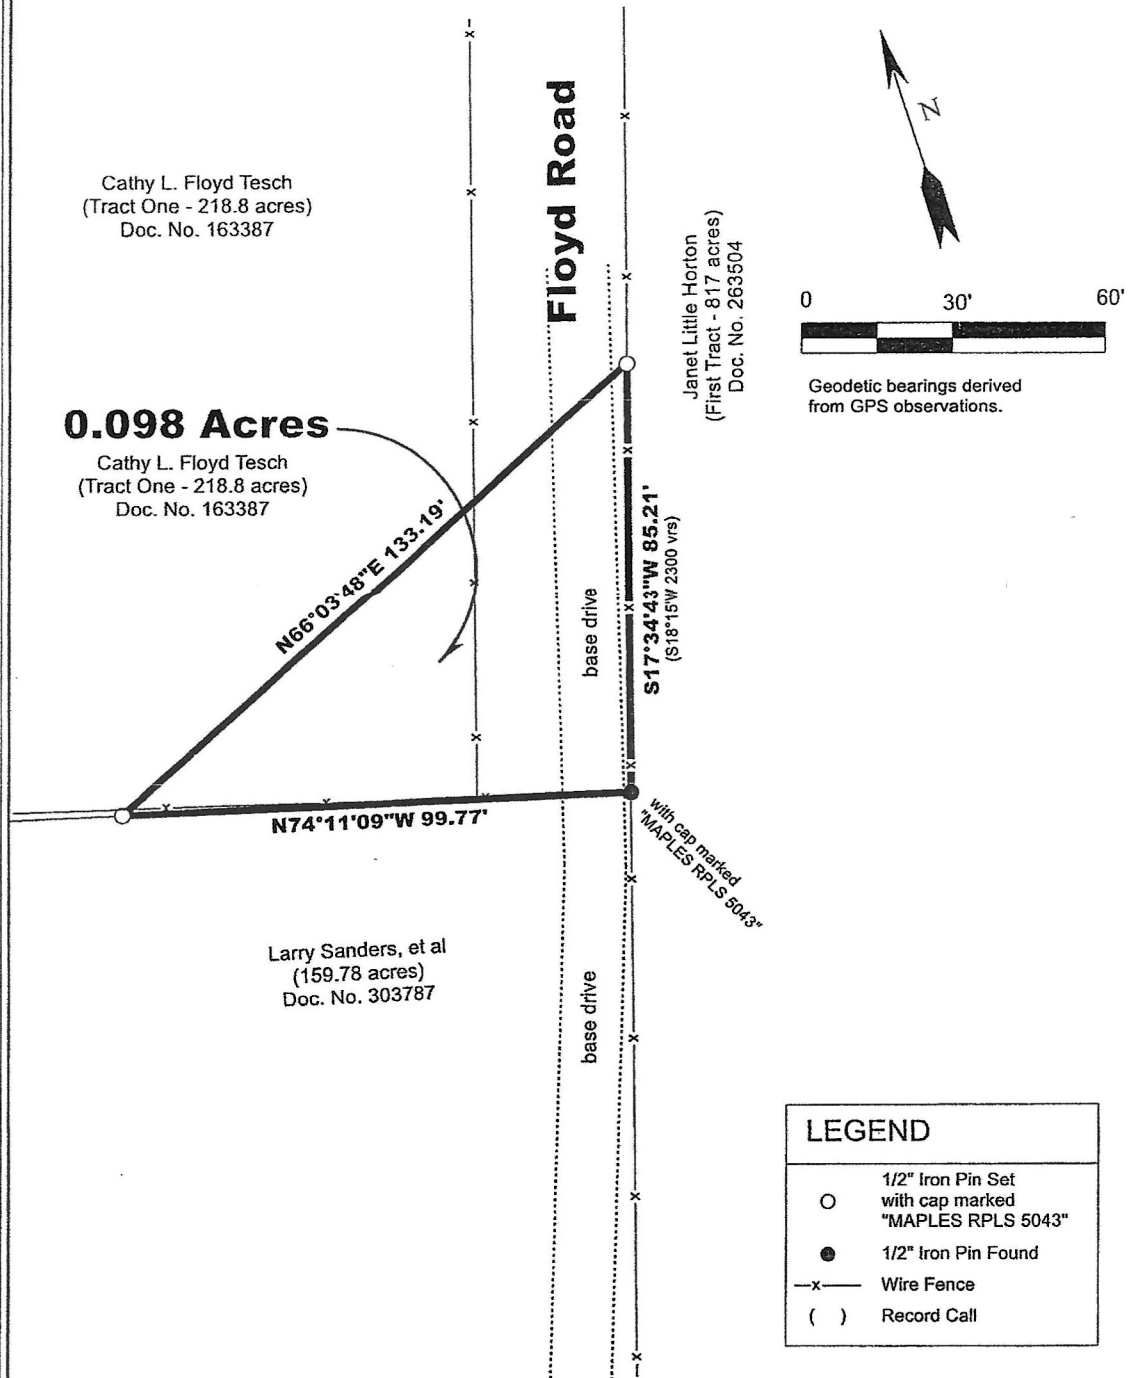 Cathy L. Floyd Tesch
(Tract One - 218.8 acres)
Doc. No. 163387
Floyd Road
Janet Little Horton
(First Tract - 817 acres)
Doc. No. 263504
N
0 30' 60'
Geodetic bearings derived
from GPS observations.
0.098 Acres
Cathy L. Floyd Tesch
(Tract One - 218.8 acres)
Doc. No. 163387
N66°03'48"E 133.19'
base drive
S17°34'43"W 85.21'
(S18°15'W 2300 vrs)
N74°11'09"W 99.77'
with cap marked
"MAPLES RPLS 5043"
Larry Sanders, et al
(159.78 acres)
Doc. No. 303787
base drive
LEGEND
1/2" Iron Pin Set
with cap marked
"MAPLES RPLS 5043"
1/2" Iron Pin Found
x Wire Fence
( ) Record Call